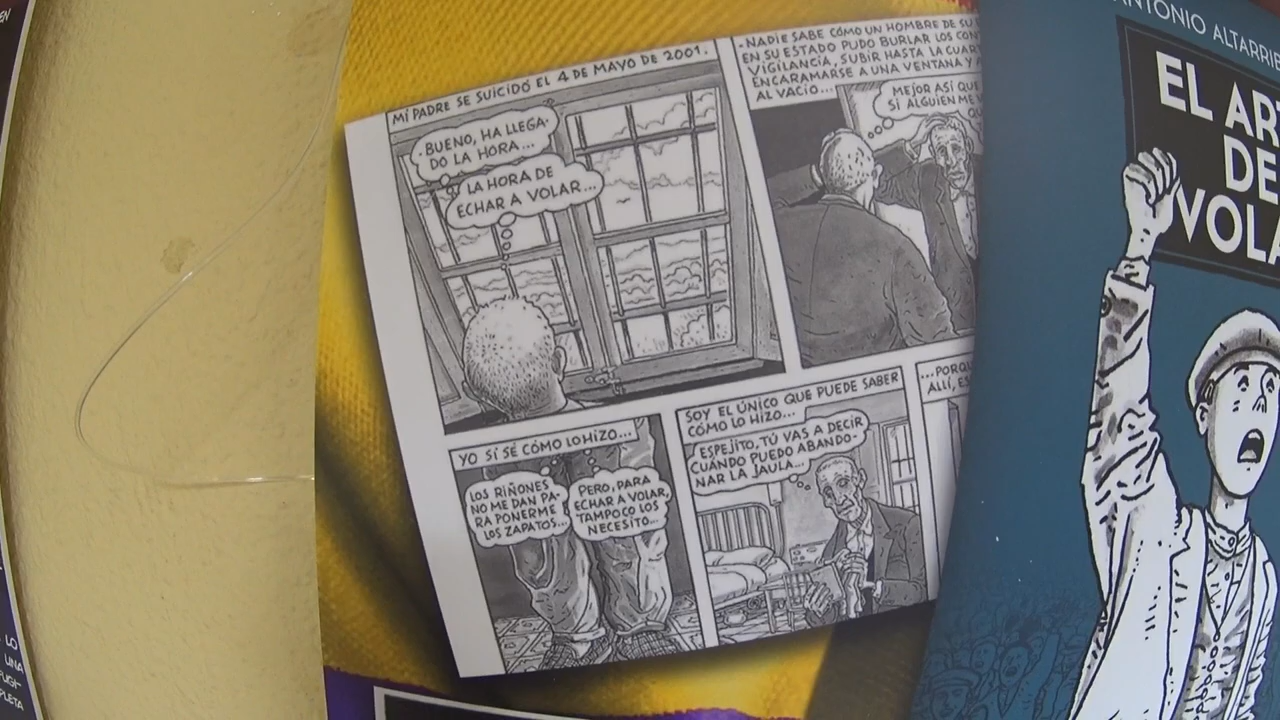 MI PADRE SE SUICIDÓ EL 4 DE MAYO DE 2001.
BUENO, HA LLEGA-
DO LA HORA...
LA HORA DE
ECHAR A VOLAR...
-NADIE SABE CÓMO UN HOMBRE DE SU
EN SU ESTADO PUDO BURLAR LOS CON
VIGILANCIA, SUBIR HASTA LA CUAR
ENCARAMARSE A UNA VENTANA Y
AL VACÍO...
MEJOR ASÍ QUE
SI ALGUIEN ME
YO SÍ SÉ CÓMO LO HIZO...
LOS RIÑONES
NO ME DAN PA-
RA PONERME
LOS ZAPATOS...
PERO, PARA
ECHAR A VOLAR,
TAMPOCO LOS
NECESITO...
SOY EL ÚNICO QUE PUEDE SABER
CÓMO LO HIZO...
ESPEJITO, TÚ VAS A DECIR
CUÁNDO PUEDO ABANDO-
NAR LA JAULA...
...PORQU
ALLÍ, ES
ANTONIO ALTARRIB
EL AR
DE
VOLA
LO
UNA
PLETA